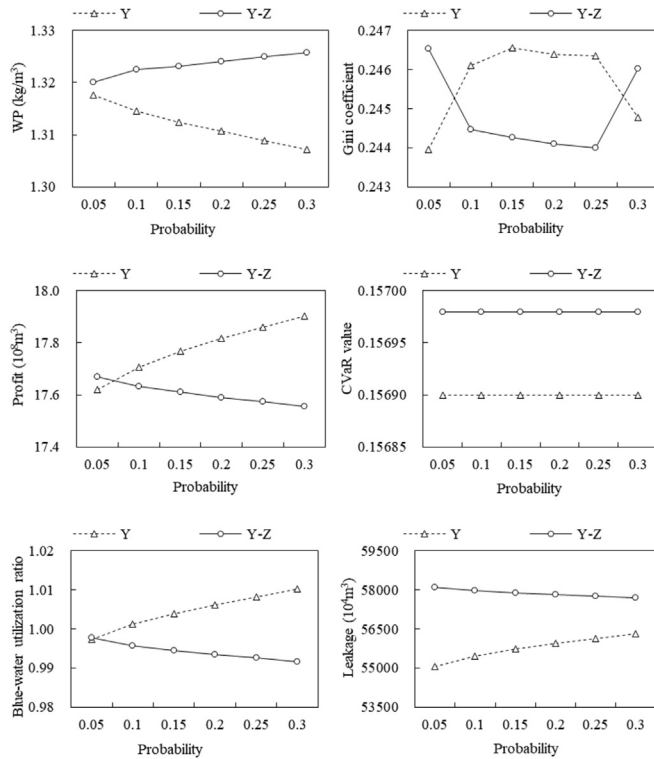 Y Y-Z
WP (kg/m³)
1.33
1.32
1.31
1.30
0.05 0.1 0.15 0.2 0.25 0.3
Probability
Y Y-Z
Gini coefficient
0.247
0.246
0.245
0.244
0.243
0.05 0.1 0.15 0.2 0.25 0.3
Probability
Y Y-Z
Profit (10⁸m³)
18.0
17.8
17.6
17.4
0.05 0.1 0.15 0.2 0.25 0.3
Probability
Y Y-Z
CVaR value
0.15700
0.15695
0.15690
0.15685
0.05 0.1 0.15 0.2 0.25 0.3
Probability
Y Y-Z
Blue-water utilization ratio
1.02
1.01
1.00
0.99
0.98
0.05 0.1 0.15 0.2 0.25 0.3
Probability
Y Y-Z
Leakage (10⁴m³)
59500
58000
56500
55000
53500
0.05 0.1 0.15 0.2 0.25 0.3
Probability